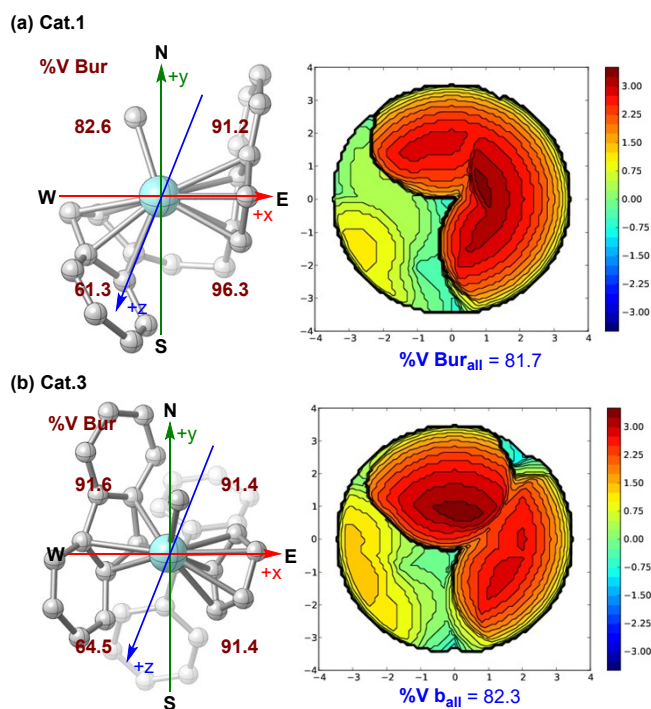 (a) Cat.1
%V Bur
N
+y
82.6
91.2
W
E
+x
61.3
96.3
+z
S
4
3
2
1
0
−1
−2
−3
−4
−4 −3 −2 −1 0 1 2 3 4
3.00
2.25
1.50
0.75
0.00
−0.75
−1.50
−2.25
−3.00
%V Bur_all = 81.7
(b) Cat.3
%V Bur
N
+y
91.6
91.4
W
E
+x
64.5
91.4
+z
S
4
3
2
1
0
−1
−2
−3
−4
−4 −3 −2 −1 0 1 2 3 4
3.00
2.25
1.50
0.75
0.00
−0.75
−1.50
−2.25
−3.00
%V b_all = 82.3